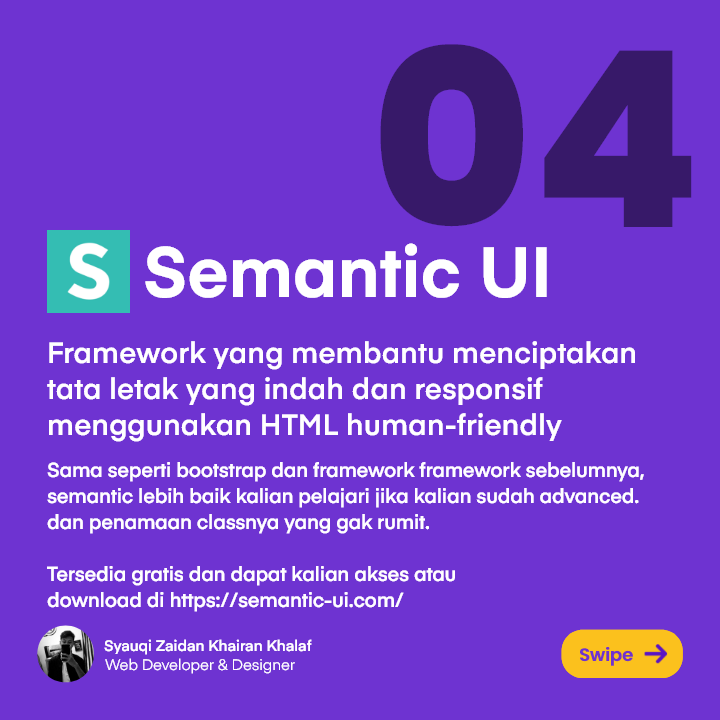 04
S Semantic UI
Framework yang membantu menciptakan
tata letak yang indah dan responsif
menggunakan HTML human-friendly
Sama seperti bootstrap dan framework framework sebelumnya,
semantic lebih baik kalian pelajari jika kalian sudah advanced.
dan penamaan classnya yang gak rumit.
Tersedia gratis dan dapat kalian akses atau
download di https://semantic-ui.com/
Syauqi Zaidan Khairan Khalaf
Web Developer & Designer
Swipe